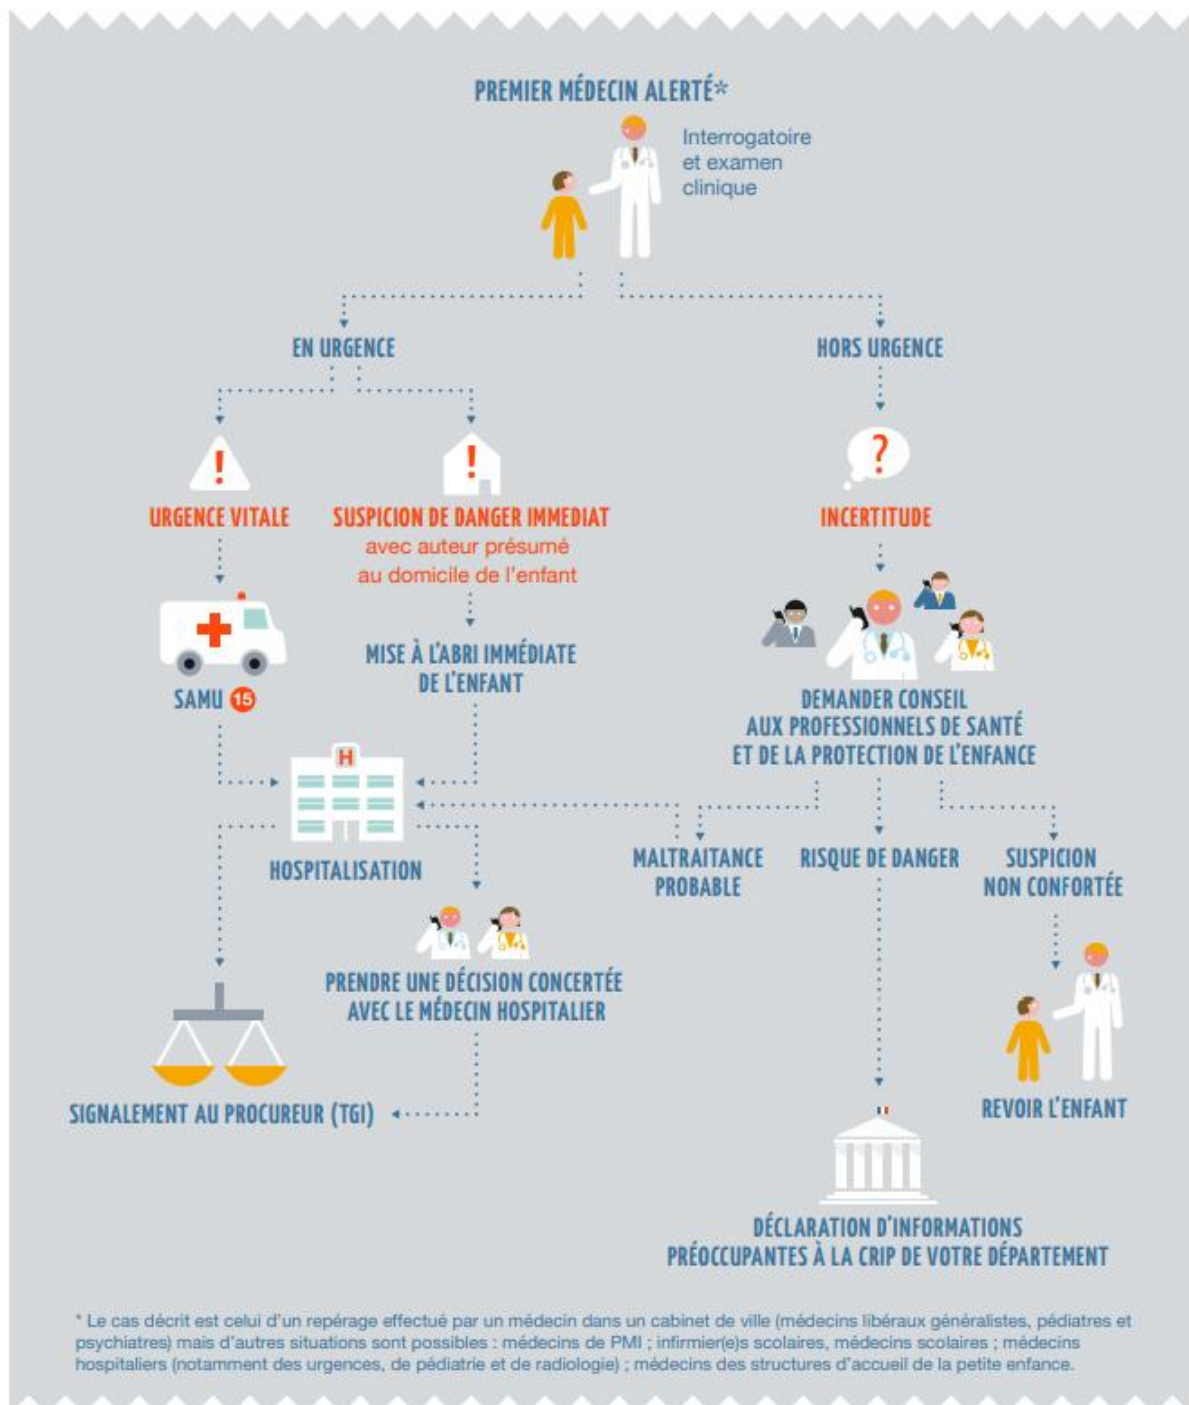 PREMIER MÉDECIN ALERTÉ*
Interrogatoire
et examen
clinique
EN URGENCE
HORS URGENCE
!
!
?
URGENCE VITALE
SUSPICION DE DANGER IMMEDIAT
avec auteur présumé
au domicile de l'enfant
INCERTITUDE
SAMU 15
MISE À L'ABRI IMMÉDIATE
DE L'ENFANT
DEMANDER CONSEIL
AUX PROFESSIONNELS DE SANTÉ
ET DE LA PROTECTION DE L'ENFANCE
H
HOSPITALISATION
MALTRAITANCE
PROBABLE
RISQUE DE DANGER
SUSPICION
NON CONFORTÉE
PRENDRE UNE DÉCISION CONCERTÉE
AVEC LE MÉDECIN HOSPITALIER
SIGNALEMENT AU PROCUREUR (TGI)
REVOIR L'ENFANT
DÉCLARATION D'INFORMATIONS
PRÉOCCUPANTES À LA CRIP DE VOTRE DÉPARTEMENT
* Le cas décrit est celui d'un repérage effectué par un médecin dans un cabinet de ville (médecins libéraux généralistes, pédiatres et
psychiatres) mais d'autres situations sont possibles : médecins de PMI ; infirmier(e)s scolaires, médecins scolaires ; médecins
hospitaliers (notamment des urgences, de pédiatrie et de radiologie) ; médecins des structures d'accueil de la petite enfance.